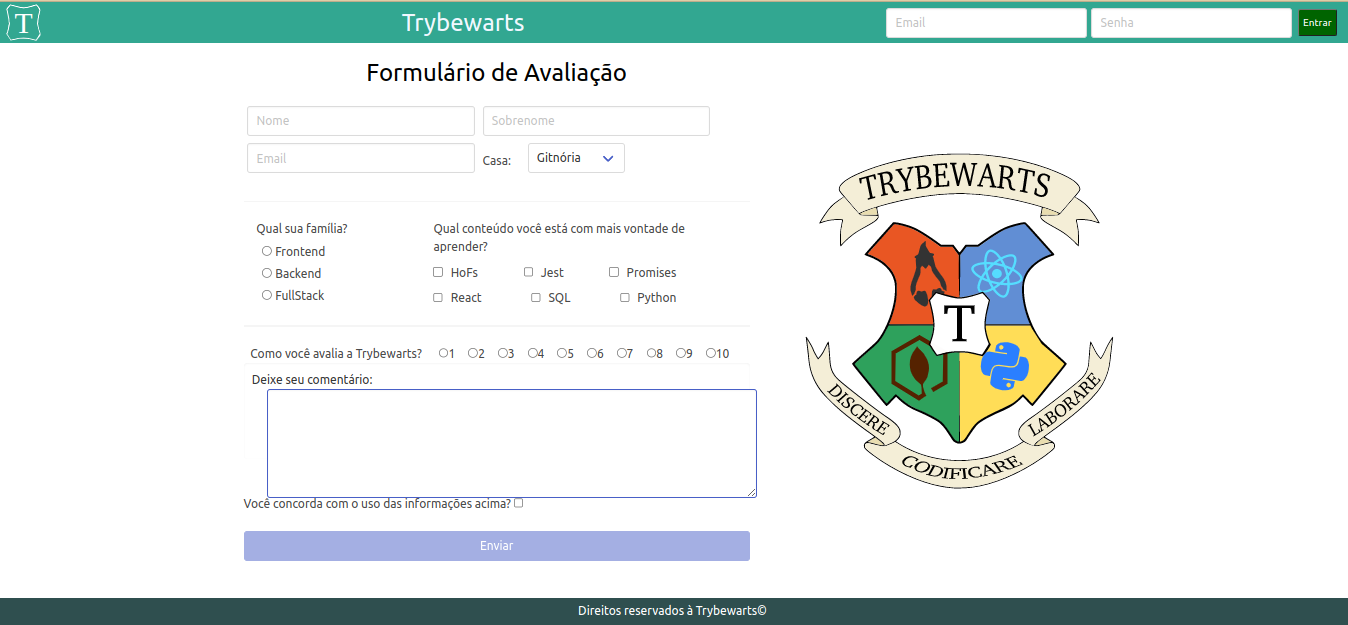 T Trybewarts Email Senha Entrar
Formulário de Avaliação
Nome Sobrenome
Email Casa: Gitnória
Qual sua família?
Frontend
Backend
FullStack
Qual conteúdo você está com mais vontade de
aprender?
HoFs Jest Promises
React SQL Python
Como você avalia a Trybewarts? 1 2 3 4 5 6 7 8 9 10
Deixe seu comentário:
Você concorda com o uso das informações acima?
Enviar
TRYBEWARTS
T
DISCERE
CODIFICARE
LABORARE
Direitos reservados à Trybewarts©